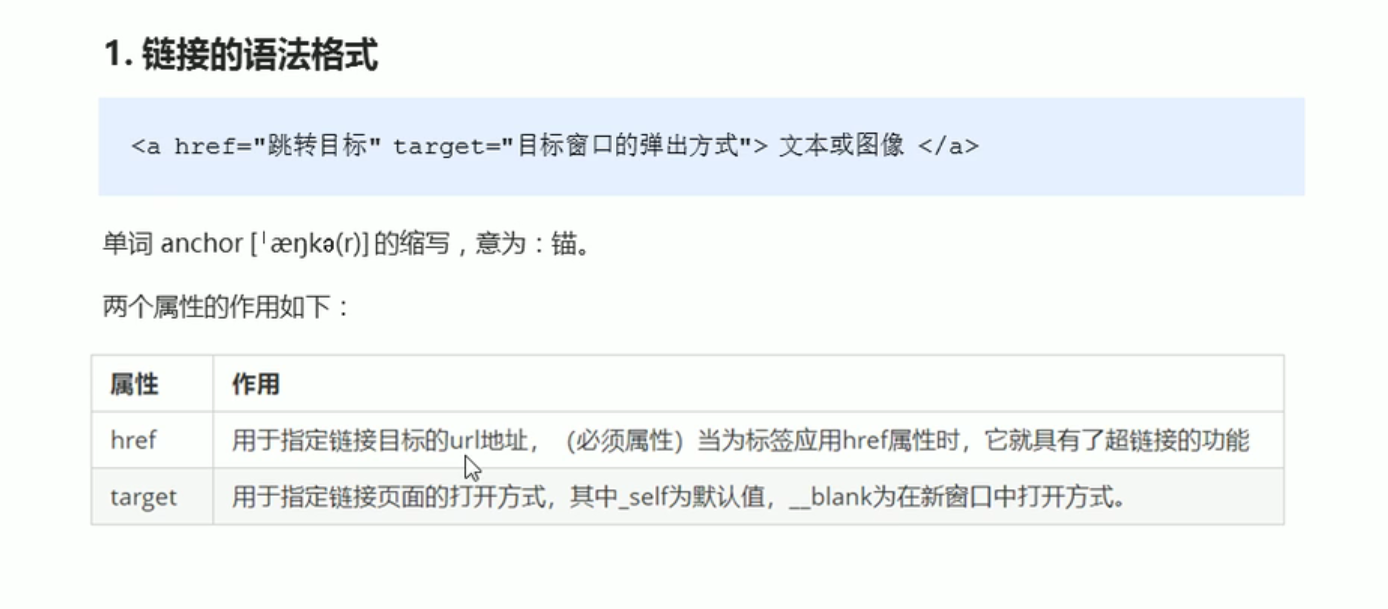 1. 链接的语法格式
<a href="跳转目标" target="目标窗口的弹出方式"> 文本或图像 </a>
单词 anchor [ˈæŋkə(r)] 的缩写，意为：锚。
两个属性的作用如下：
属性 作用
href 用于指定链接目标的url地址，（必须属性）当为标签应用href属性时，它就具有了超链接的功能
target 用于指定链接页面的打开方式，其中_self为默认值，__blank为在新窗口中打开方式。